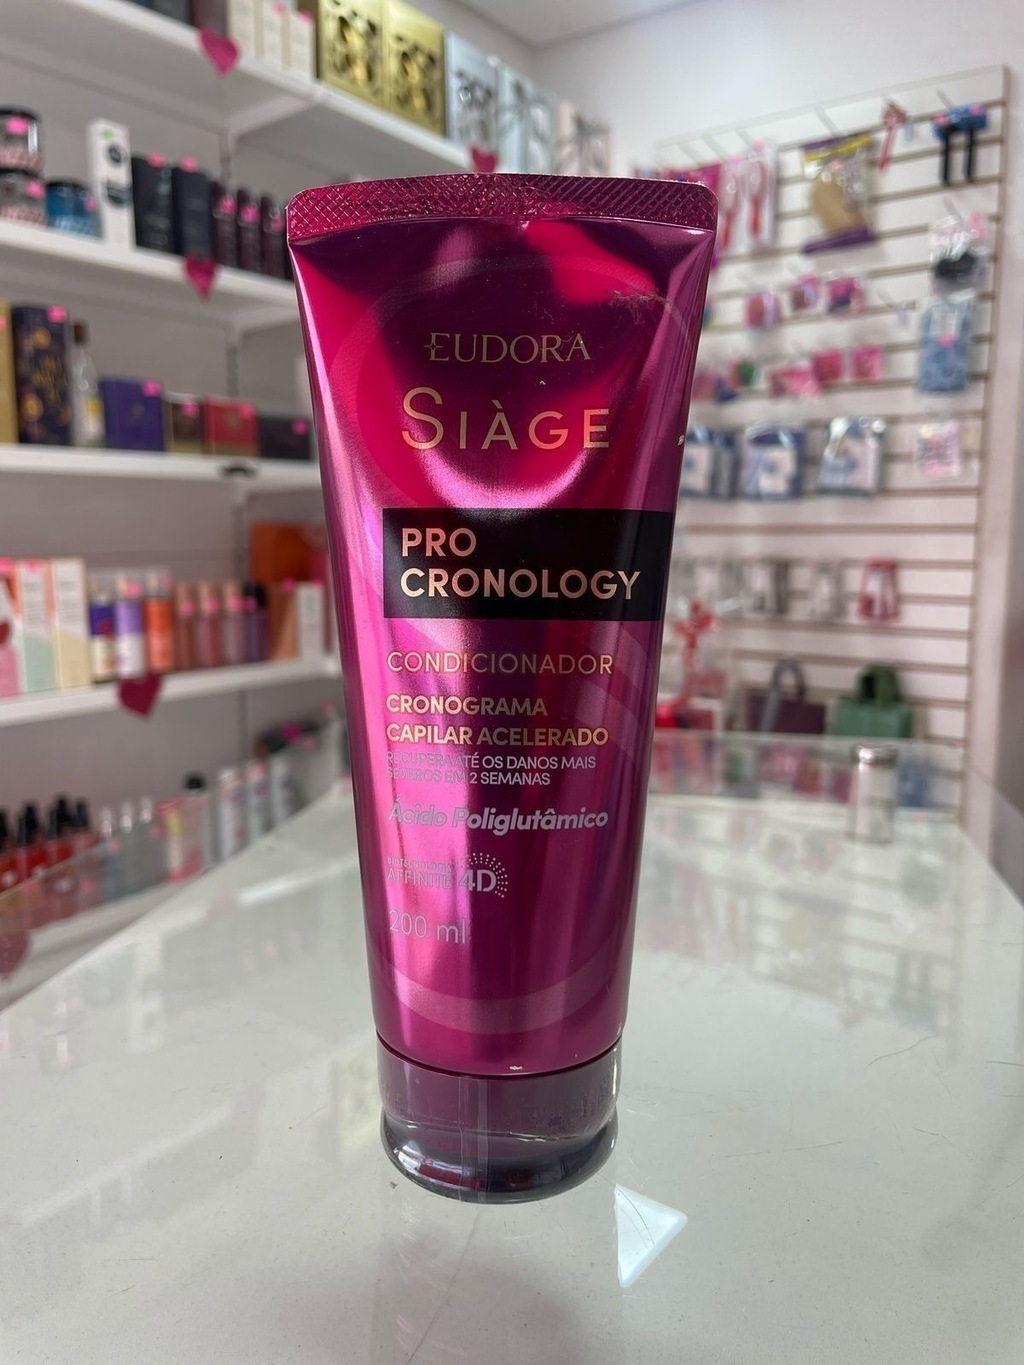 EUDORA
SIÀGE
PRO
CRONOLOGY
CONDICIONADOR
CRONOGRAMA
CAPILAR ACELERADO
RECUPERA ATÉ OS DANOS MAIS
SEVEROS EM 2 SEMANAS
Ácido Poliglutâmico
BIOTECNOLOGIA
AFFINITÉ 4D
200 ml